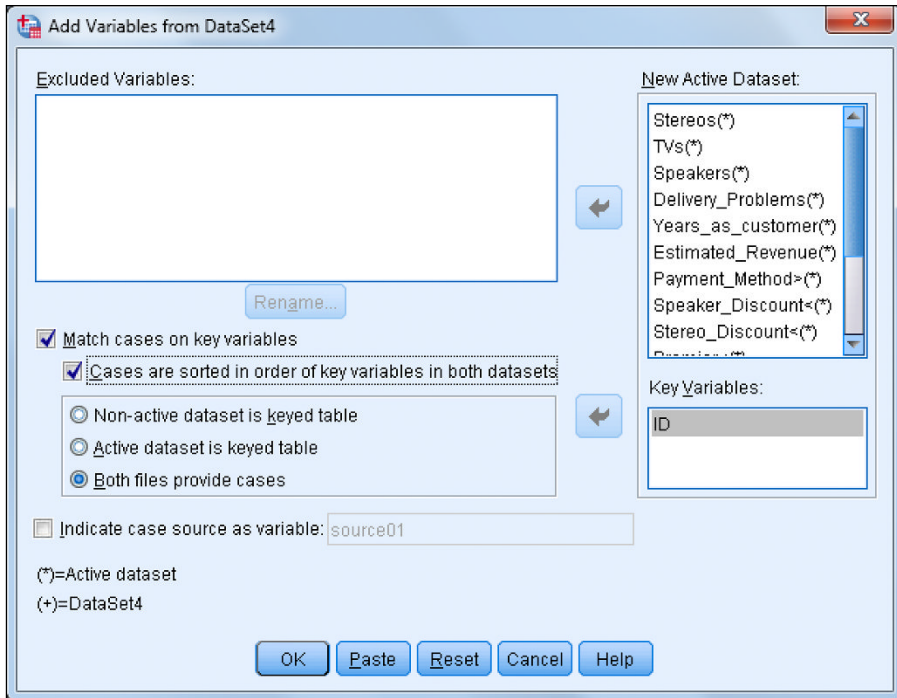 Add Variables from DataSet4
Excluded Variables:
Rename...
Match cases on key variables
Cases are sorted in order of key variables in both datasets
Non-active dataset is keyed table
Active dataset is keyed table
Both files provide cases
Indicate case source as variable: source01
(*)=Active dataset
(+)=DataSet4
New Active Dataset:
Stereos(*)
TVs(*)
Speakers(*)
Delivery_Problems(*)
Years_as_customer(*)
Estimated_Revenue(*)
Payment_Method>(*)
Speaker_Discount<(*)
Stereo_Discount<(*)
Key Variables:
ID
OK Paste Reset Cancel Help